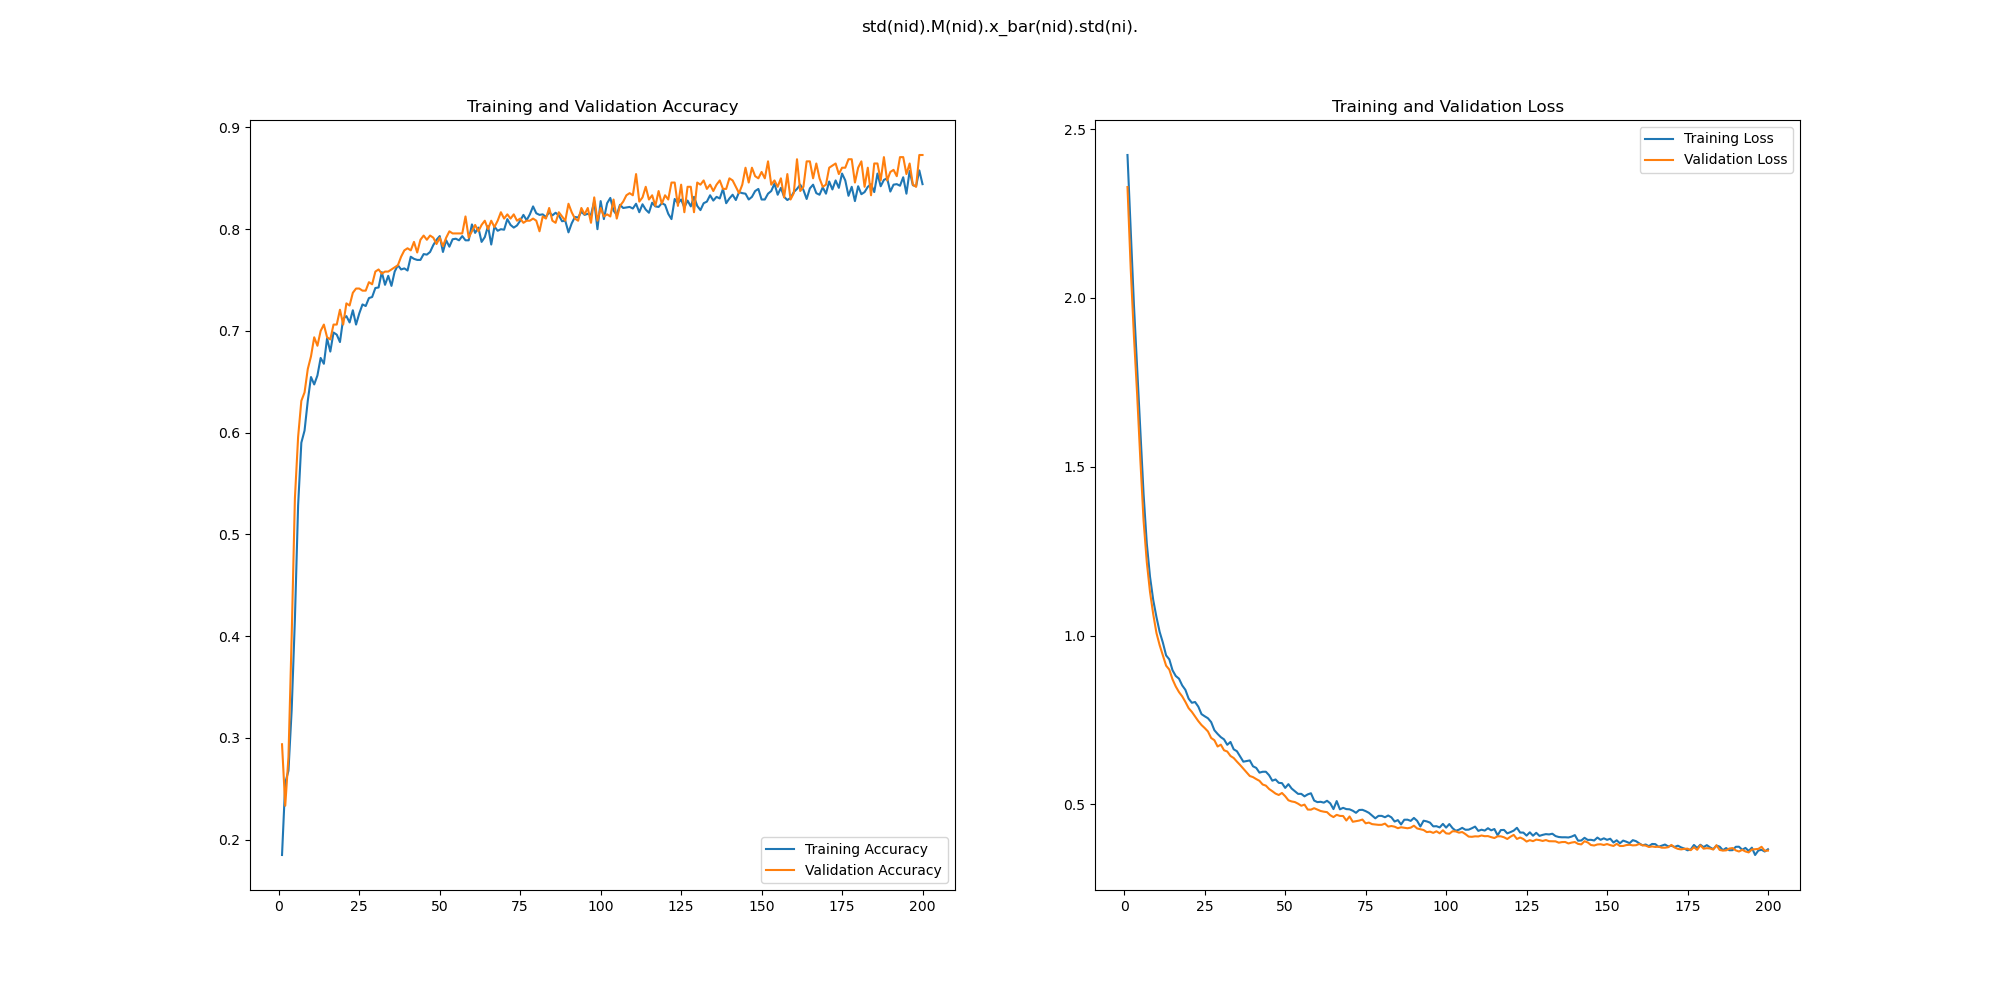 std(nid).M(nid).x_bar(nid).std(ni).
Training and Validation Accuracy
0.9
0.8
0.7
0.6
0.5
0.4
0.3
0.2
0 25 50 75 100 125 150 175 200
Training Accuracy
Validation Accuracy
Training and Validation Loss
2.5
2.0
1.5
1.0
0.5
0 25 50 75 100 125 150 175 200
Training Loss
Validation Loss